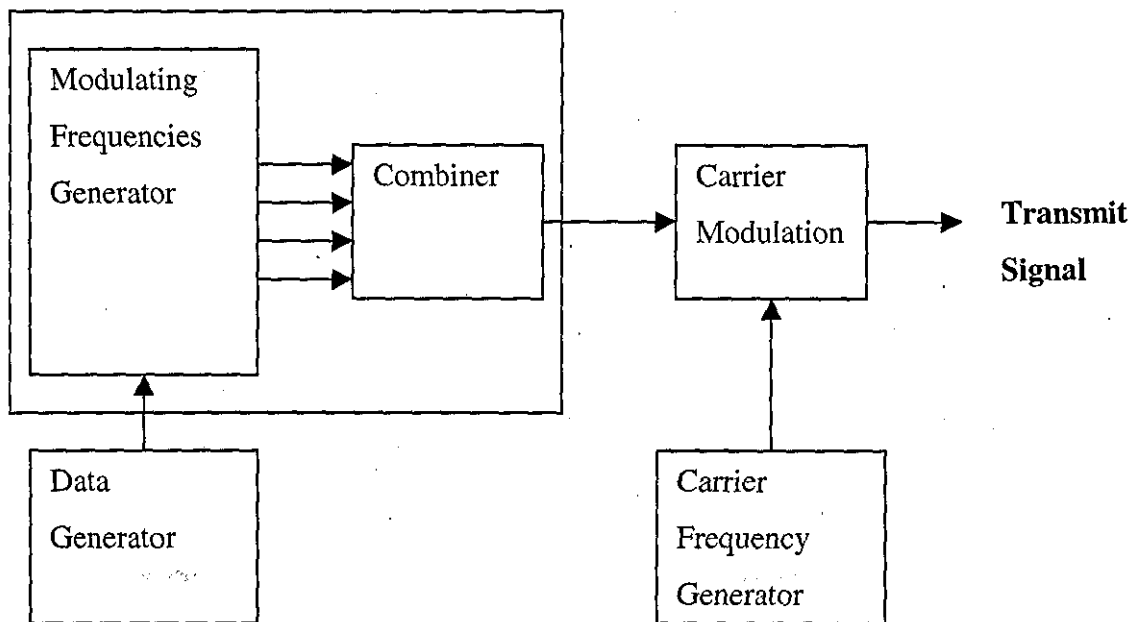 Modulating
Frequencies
Generator
Combiner
Carrier
Modulation
Transmit
Signal
Data
Generator
Carrier
Frequency
Generator